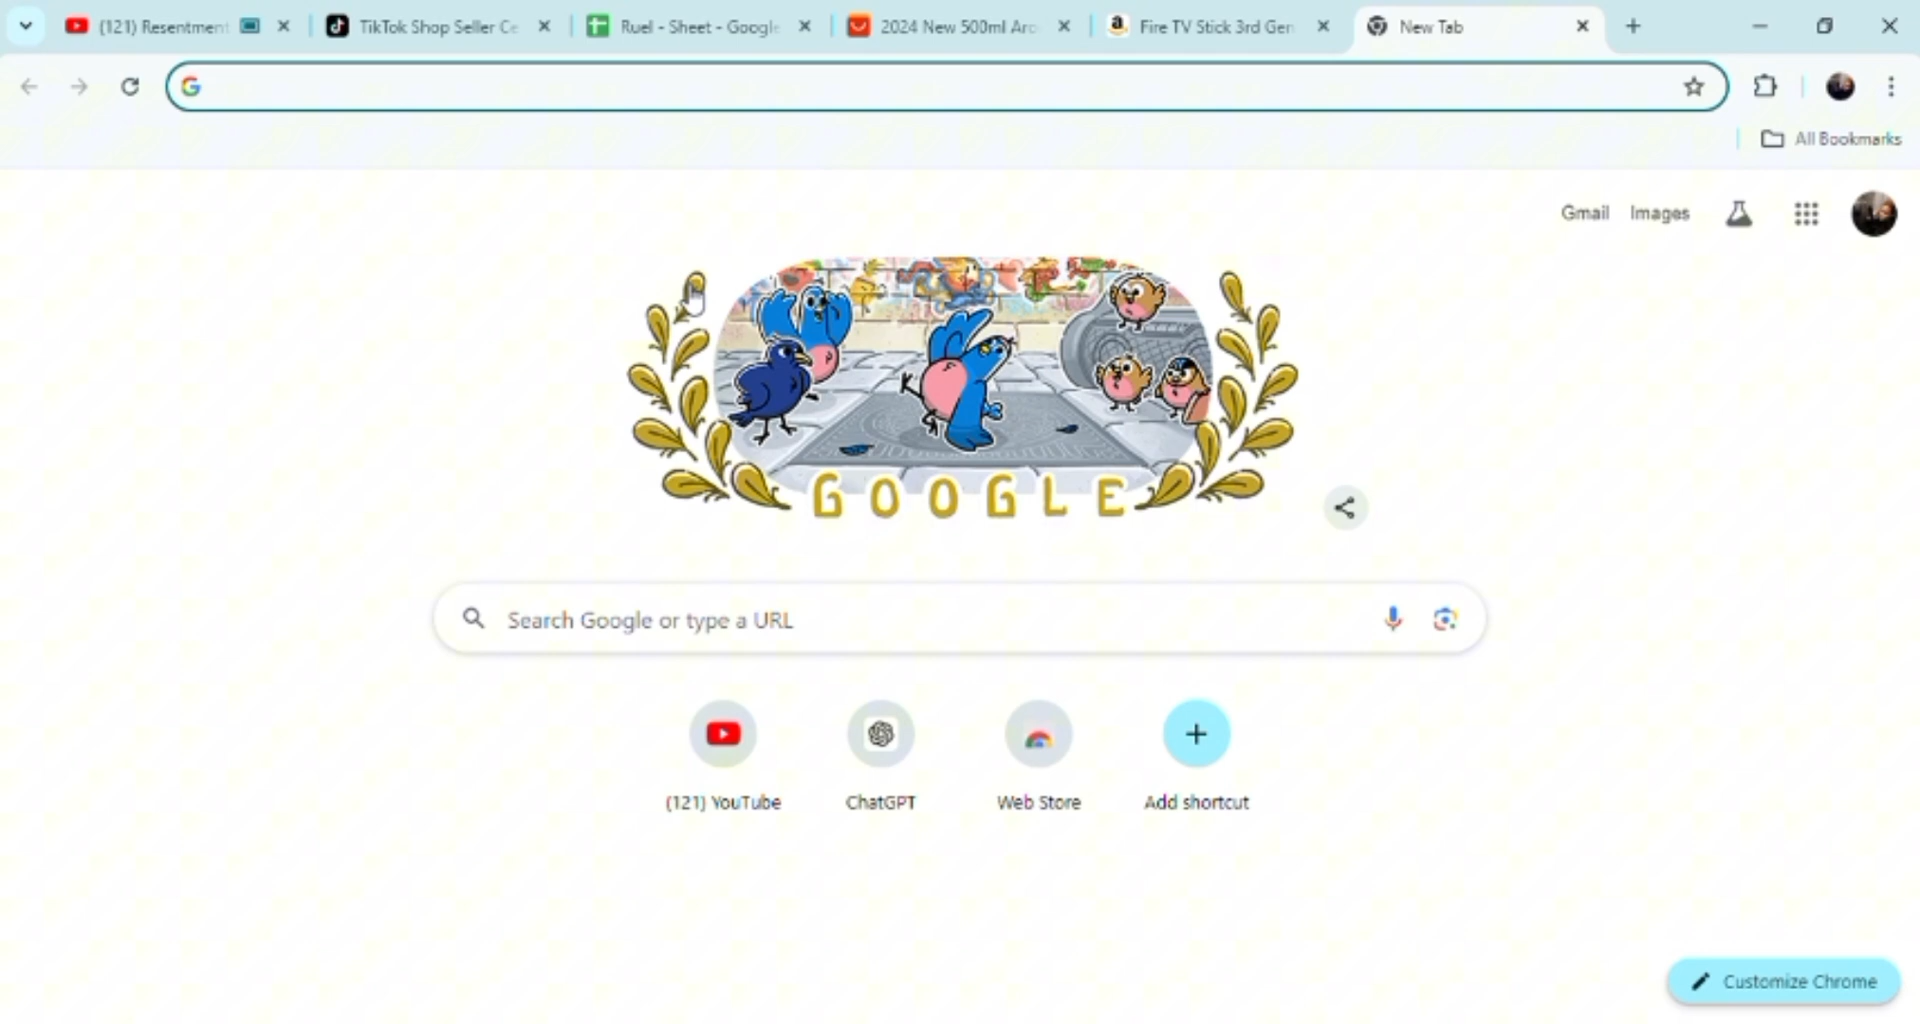 (121) Resentment
TikTok Shop Seller Ce
Ruel - Sheet - Google
2024 New 500ml Aro
Fire TV Stick 3rd Gen
New Tab
All Bookmarks
Gmail
Images
GOOGLE
Search Google or type a URL
(121) YouTube
ChatGPT
Web Store
Add shortcut
Customize Chrome